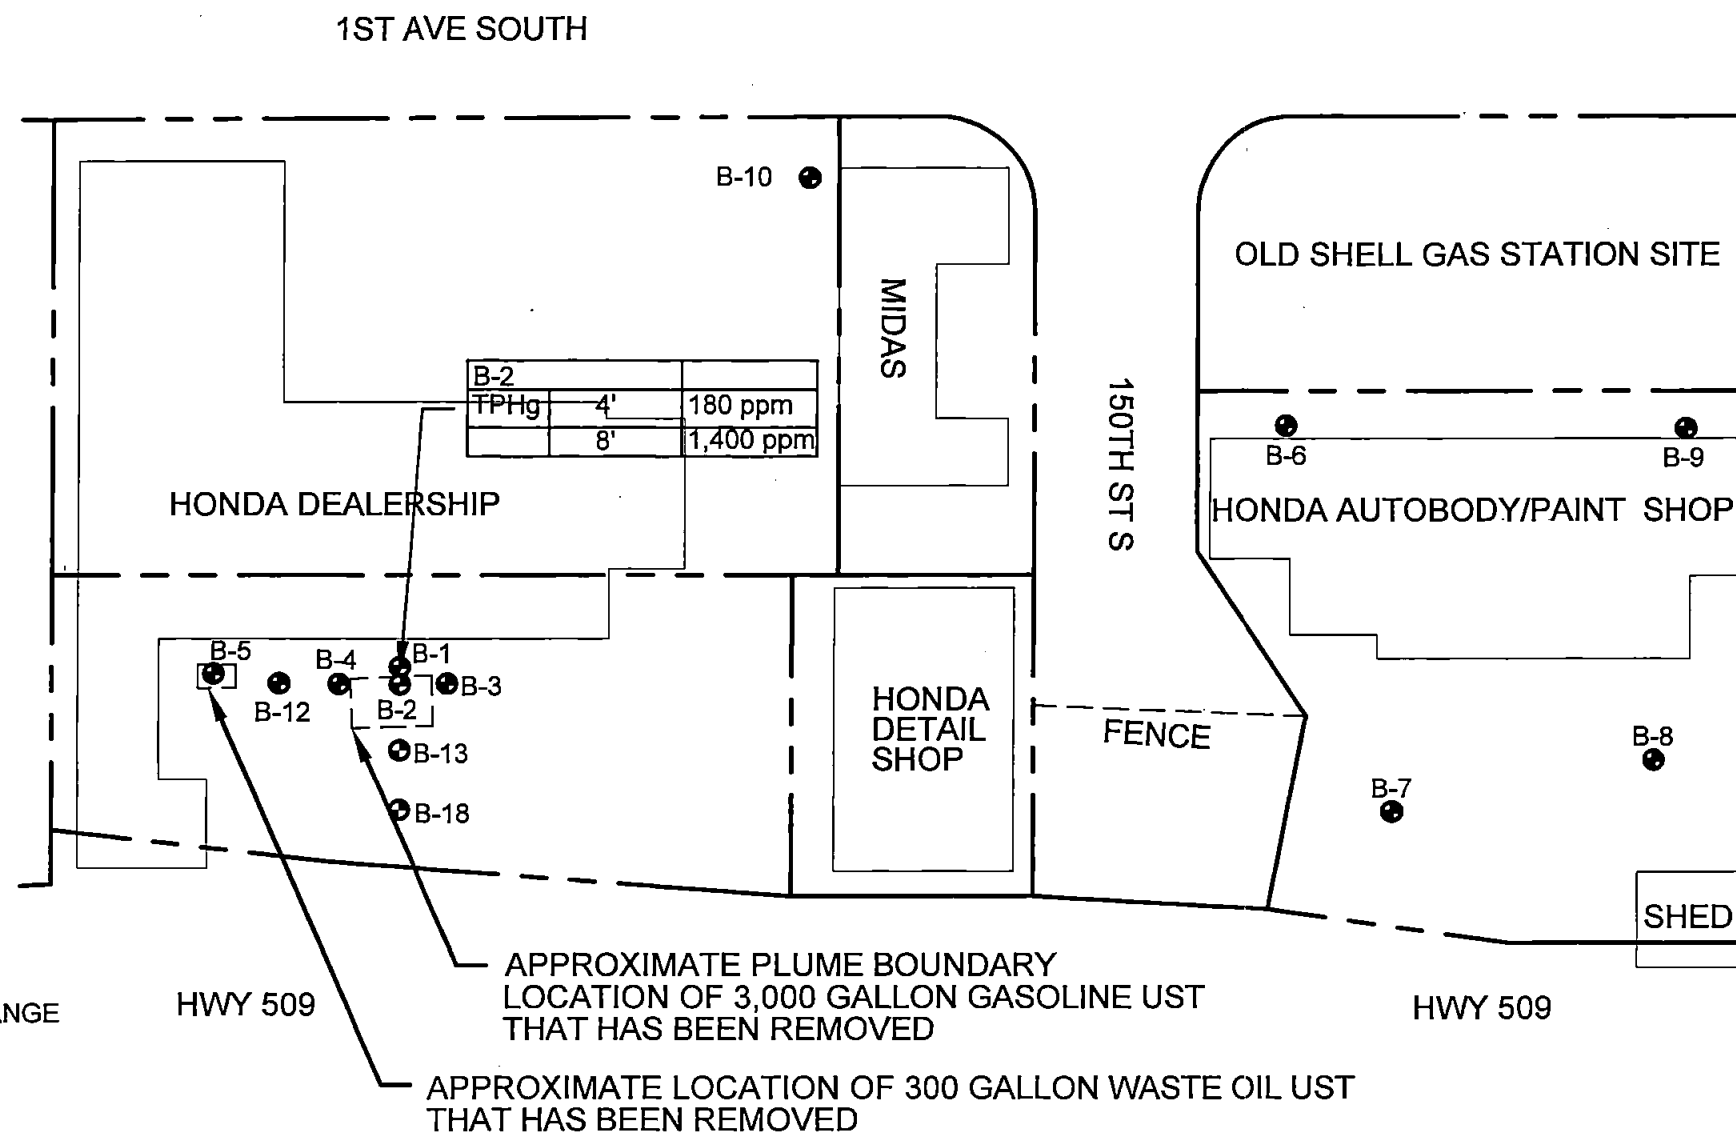 1ST AVE SOUTH
B-10
OLD SHELL GAS STATION SITE
MIDAS
B-2
TPHg 4' 180 ppm
8' 1,400 ppm
150TH ST S
B-6
B-9
HONDA DEALERSHIP
HONDA AUTOBODY/PAINT SHOP
B-5
B-4
B-1
B-3
B-12
B-2
B-13
B-18
HONDA
DETAIL
SHOP
FENCE
B-8
B-7
SHED
APPROXIMATE PLUME BOUNDARY
LOCATION OF 3,000 GALLON GASOLINE UST
THAT HAS BEEN REMOVED
HWY 509
HWY 509
APPROXIMATE LOCATION OF 300 GALLON WASTE OIL UST
THAT HAS BEEN REMOVED